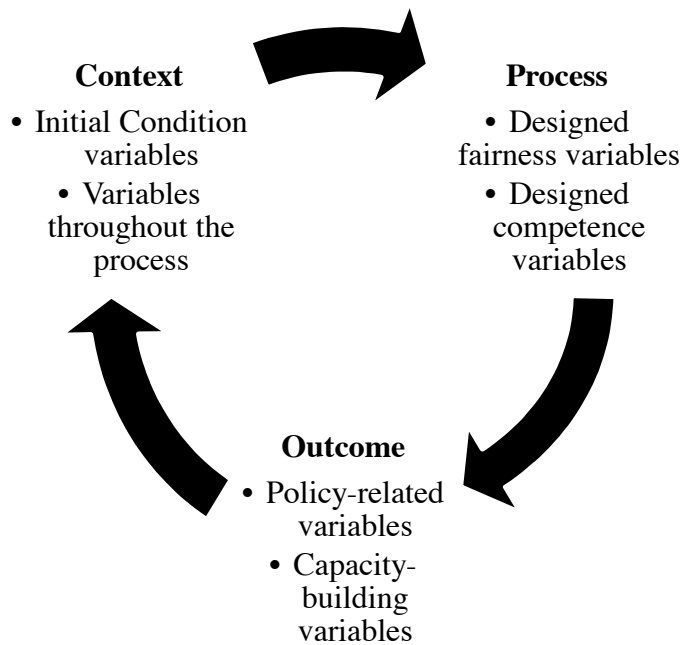 Context
• Initial Condition
variables
• Variables
throughout the
process
Process
• Designed
fairness variables
• Designed
competence
variables
Outcome
• Policy-related
variables
• Capacity-
building
variables